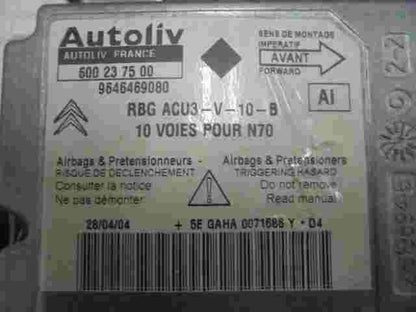 Autoliv
AUTOLIV FRANCE
600 23 75 00
9646469080
SENS DE MONTAGE
IMPERATIF
AVANT
FORWARD
AI
RBG ACU3-V-10-B
10 VOIES POUR N70
Airbags & Pretensionneurs
RISQUE DE DECLENCHEMENT
Consulter la notice
Ne pas démonter
Airbags & Pretensioners
TRIGGERING HASARD
Do not remove
Read manual
28/04/04 + 5E GAHA 0071686 Y - D4